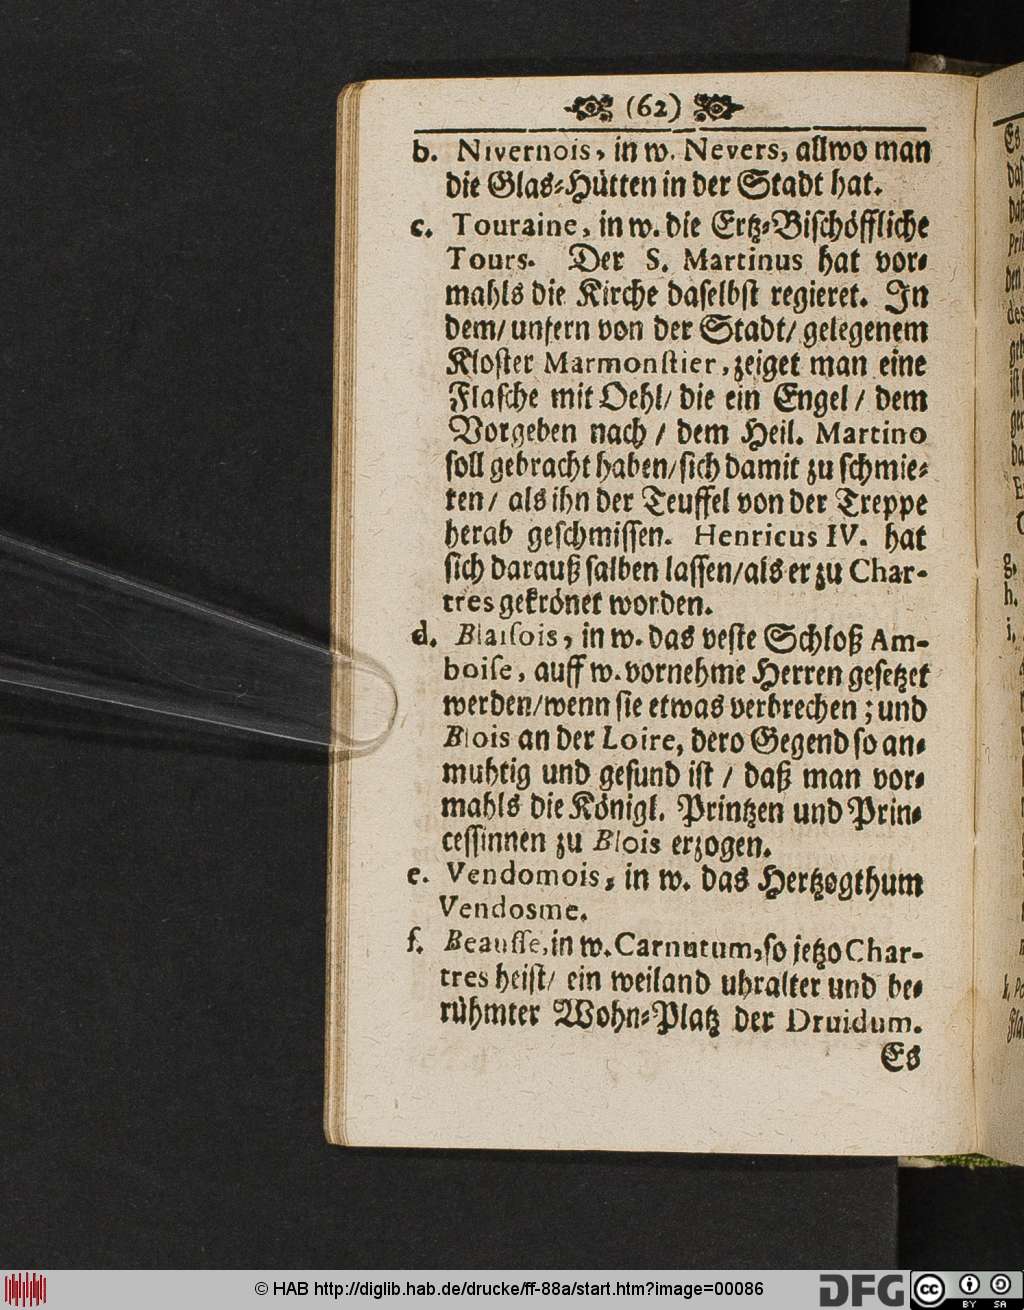 (62)
b. Nivernois, in w. Nevers, allwo man
die Glas-Hütten in der Stadt hat.
c. Touraine, in w. die Ertz-Bischöffliche
Tours. Der S. Martinus hat vor-
mahls die Kirche daselbst regieret. In
dem/ unfern von der Stadt/ gelegenem
Kloster Marmonstier, zeiget man eine
Flasche mit Oehl/ die ein Engel / dem
Vorgeben nach / dem Heil. Martino
soll gebracht haben/ sich damit zu schmie-
ren / als ihn der Teuffel von der Treppe
herab geschmissen. Henricus IV. hat
sich darauß salben lassen/ als er zu Char-
tres gekrönet worden.
d. Blaisois, in w. das veste Schloß Am-
boise, auff w. vornehme Herren gesetzet
werden/ wenn sie etwas verbrechen; und
Blois an der Loire, dero Gegend so an-
muhtig und gesund ist / daß man vor-
mahls die Königl. Printzen und Prin-
cessinnen zu Blois erzogen.
e. Vendomois, in w. das Hertzogthum
Vendosme.
f. Beausse, in w. Carnutum, so jetzo Char-
tres heist/ ein weiland uhralter und be-
rühmter Wohn-Platz der Druidum.
Es
© HAB http://diglib.hab.de/drucke/ff-88a/start.htm?image=00086
DFG
cc BY SA